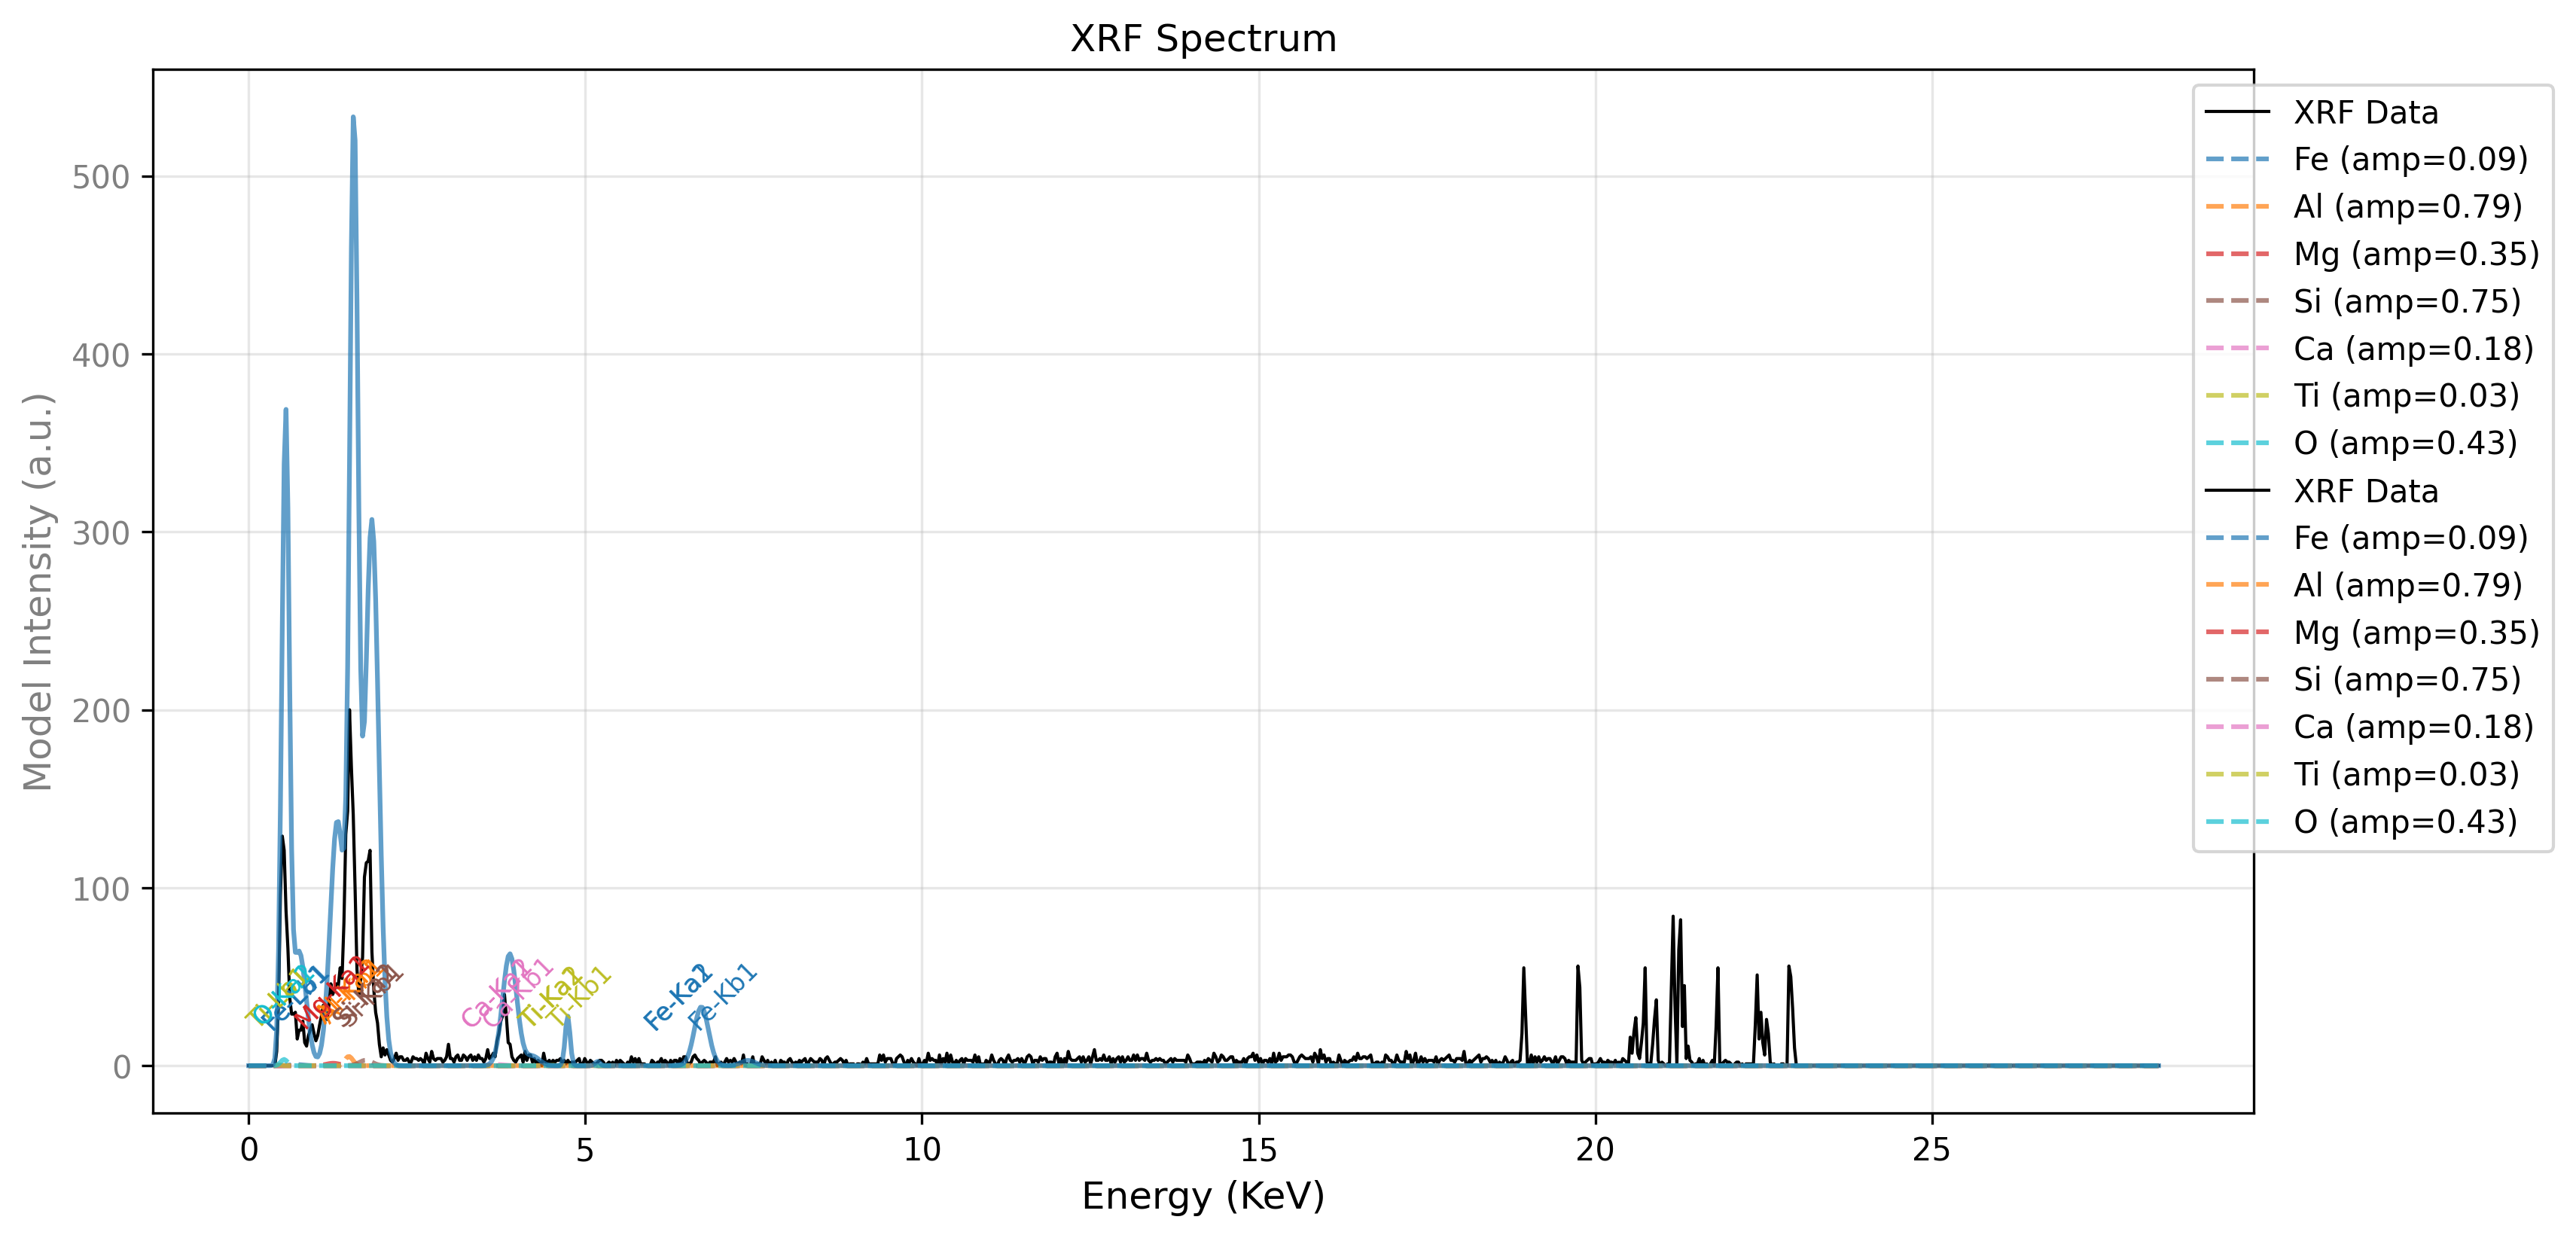 XRF Spectrum
Model Intensity (a.u.)
500
400
300
200
100
0
Ca-Ka2
Ca-Kb1
Ti-Ka2
Ti-Kb1
Fe-Ka2
Fe-Kb1
0
5
10
15
20
25
Energy (KeV)
XRF Data
Fe (amp=0.09)
Al (amp=0.79)
Mg (amp=0.35)
Si (amp=0.75)
Ca (amp=0.18)
Ti (amp=0.03)
O (amp=0.43)
XRF Data
Fe (amp=0.09)
Al (amp=0.79)
Mg (amp=0.35)
Si (amp=0.75)
Ca (amp=0.18)
Ti (amp=0.03)
O (amp=0.43)